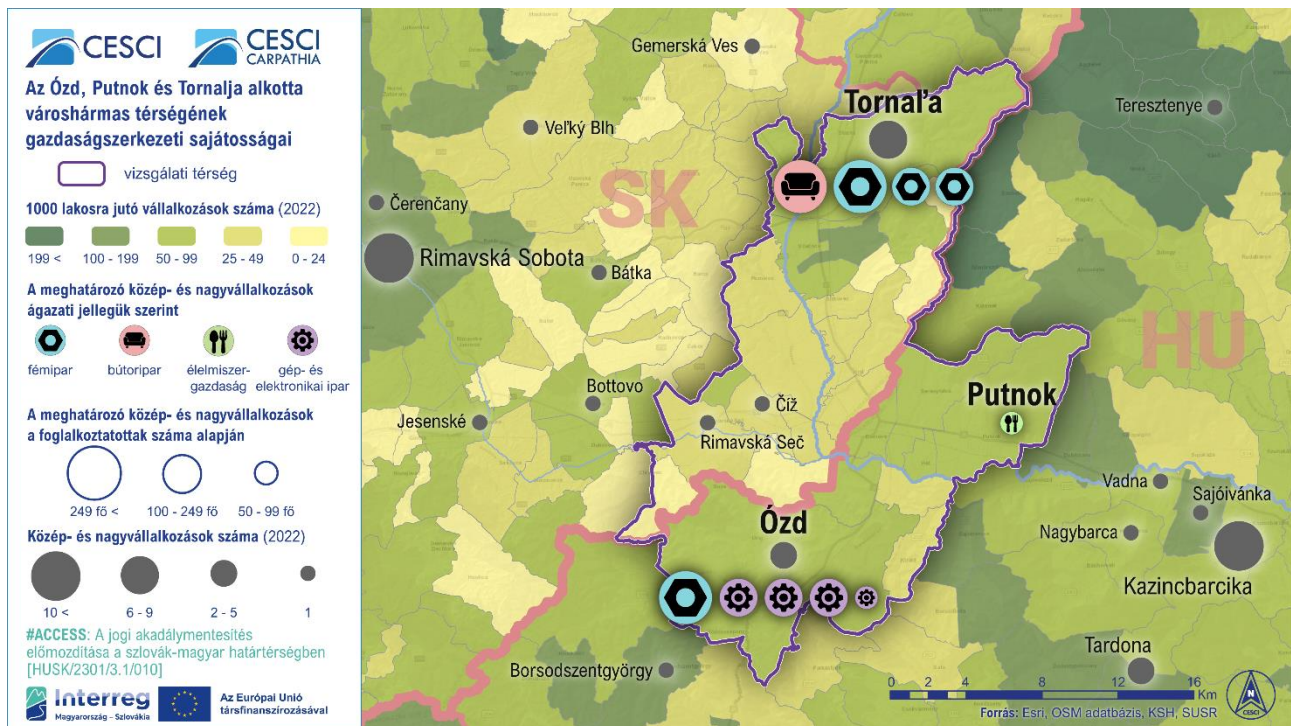 CESCI
CESCI
CARPATHIA
Az Ózd, Putnok és Tornalja alkotta
városhármas térségének
gazdaságszerkezeti sajátosságai
vizsgálati térség
1000 lakosra jutó vállalkozások száma (2022)
199 < 100 - 199 50 - 99 25 - 49 0 - 24
A meghatározó közép- és nagyvállalkozások
ágazati jellegük szerint
fémipar bútoripar élelmiszer-
gazdaság gép- és
elektronikai ipar
A meghatározó közép- és nagyvállalkozások
a foglalkoztatottak száma alapján
249 fő < 100 - 249 fő 50 - 99 fő
Közép- és nagyvállalkozások száma (2022)
10 < 6 - 9 2 - 5 1
#ACCESS: A jogi akadálymentesítés
előmozdítása a szlovák-magyar határtérségben
[HUSK/2301/3.1/010]
Interreg
Magyarország - Szlovákia
Az Európai Unió
társfinanszírozásával
Gemerská Ves
Tornaľa
Teresztenye
Veľký Blh
SK
Čerenčany
Rimavská Sobota
Bátka
HU
Putnok
Bottovo
Číž
Jesenské
Rimavská Seč
Vadna
Sajóivánka
Ózd
Nagybarca
Kazincbarcika
Borsodszentgyörgy
Tardona
0 4 8 12 16
Km
Forrás: Esri, OSM adatbázis, KSH, SUSR
CESCI